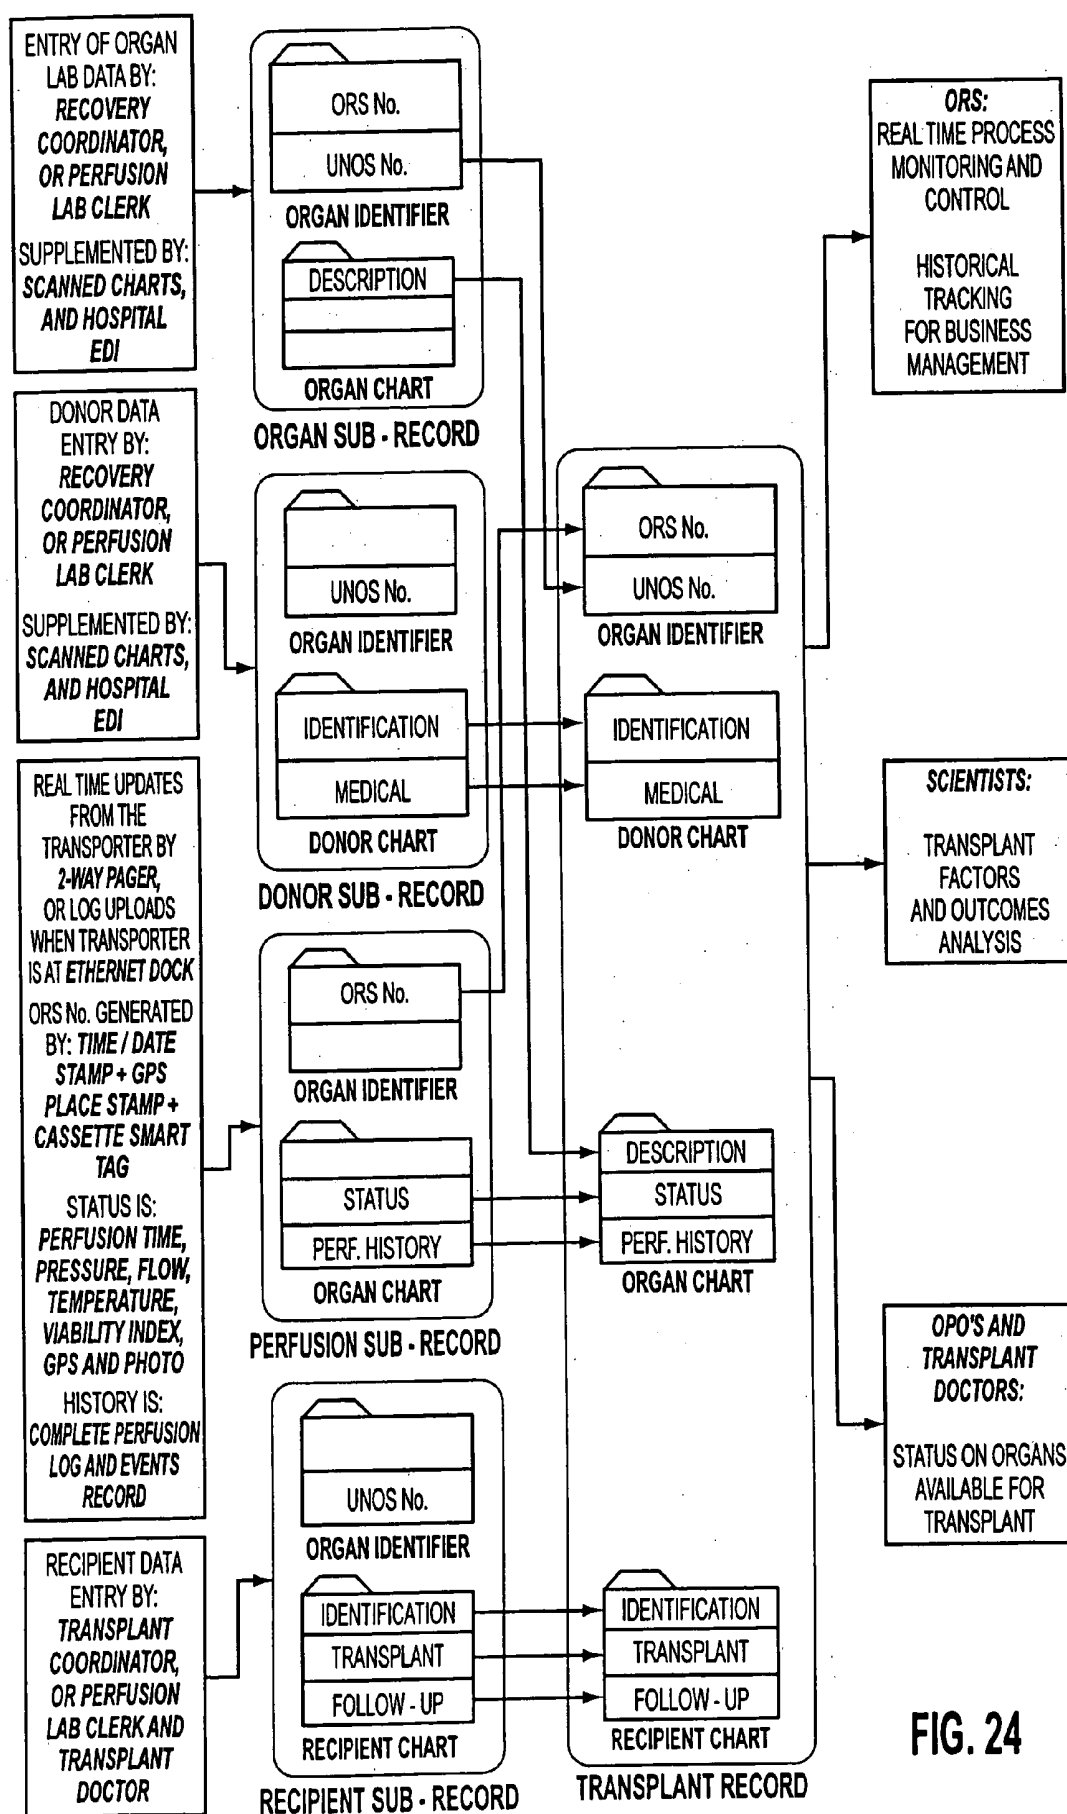 ENTRY OF ORGAN
LAB DATA BY:
RECOVERY
COORDINATOR,
OR PERFUSION
LAB CLERK
SUPPLEMENTED BY:
SCANNED CHARTS,
AND HOSPITAL
EDI
DONOR DATA
ENTRY BY:
RECOVERY
COORDINATOR,
OR PERFUSION
LAB CLERK
SUPPLEMENTED BY:
SCANNED CHARTS,
AND HOSPITAL
EDI
REAL TIME UPDATES
FROM THE
TRANSPORTER BY
2-WAY PAGER,
OR LOG UPLOADS
WHEN TRANSPORTER
IS AT ETHERNET DOCK
ORS No. GENERATED
BY: TIME / DATE
STAMP + GPS
PLACE STAMP +
CASSETTE SMART
TAG
STATUS IS:
PERFUSION TIME,
PRESSURE, FLOW,
TEMPERATURE,
VIABILITY INDEX,
GPS AND PHOTO
HISTORY IS:
COMPLETE PERFUSION
LOG AND EVENTS
RECORD
RECIPIENT DATA
ENTRY BY:
TRANSPLANT
COORDINATOR,
OR PERFUSION
LAB CLERK AND
TRANSPLANT
DOCTOR
ORS No.
UNOS No.
ORGAN IDENTIFIER
DESCRIPTION
ORGAN CHART
ORGAN SUB - RECORD
UNOS No.
ORGAN IDENTIFIER
IDENTIFICATION
MEDICAL
DONOR CHART
DONOR SUB - RECORD
ORS No.
ORGAN IDENTIFIER
STATUS
PERF. HISTORY
ORGAN CHART
PERFUSION SUB - RECORD
UNOS No.
ORGAN IDENTIFIER
IDENTIFICATION
TRANSPLANT
FOLLOW - UP
RECIPIENT CHART
RECIPIENT SUB - RECORD
ORS No.
UNOS No.
ORGAN IDENTIFIER
IDENTIFICATION
MEDICAL
DONOR CHART
DESCRIPTION
STATUS
PERF. HISTORY
ORGAN CHART
IDENTIFICATION
TRANSPLANT
FOLLOW - UP
RECIPIENT CHART
TRANSPLANT RECORD
ORS:
REAL TIME PROCESS
MONITORING AND
CONTROL
HISTORICAL
TRACKING
FOR BUSINESS
MANAGEMENT
SCIENTISTS:
TRANSPLANT
FACTORS
AND OUTCOMES
ANALYSIS
OPO'S AND
TRANSPLANT
DOCTORS:
STATUS ON ORGANS
AVAILABLE FOR
TRANSPLANT
FIG. 24